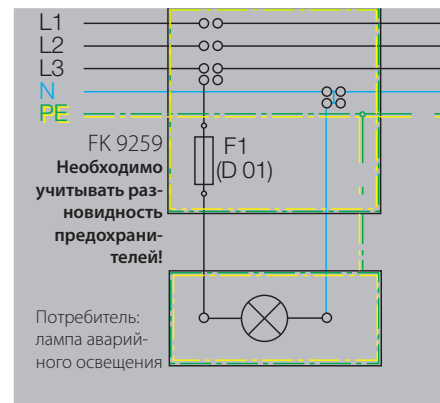 L1
L2
L3
N
PE
FK 9259
Необходимо
учитывать раз-
новидность
предохрани-
телей!
F1
(D 01)
Потребитель:
лампа аварий-
ного освещения